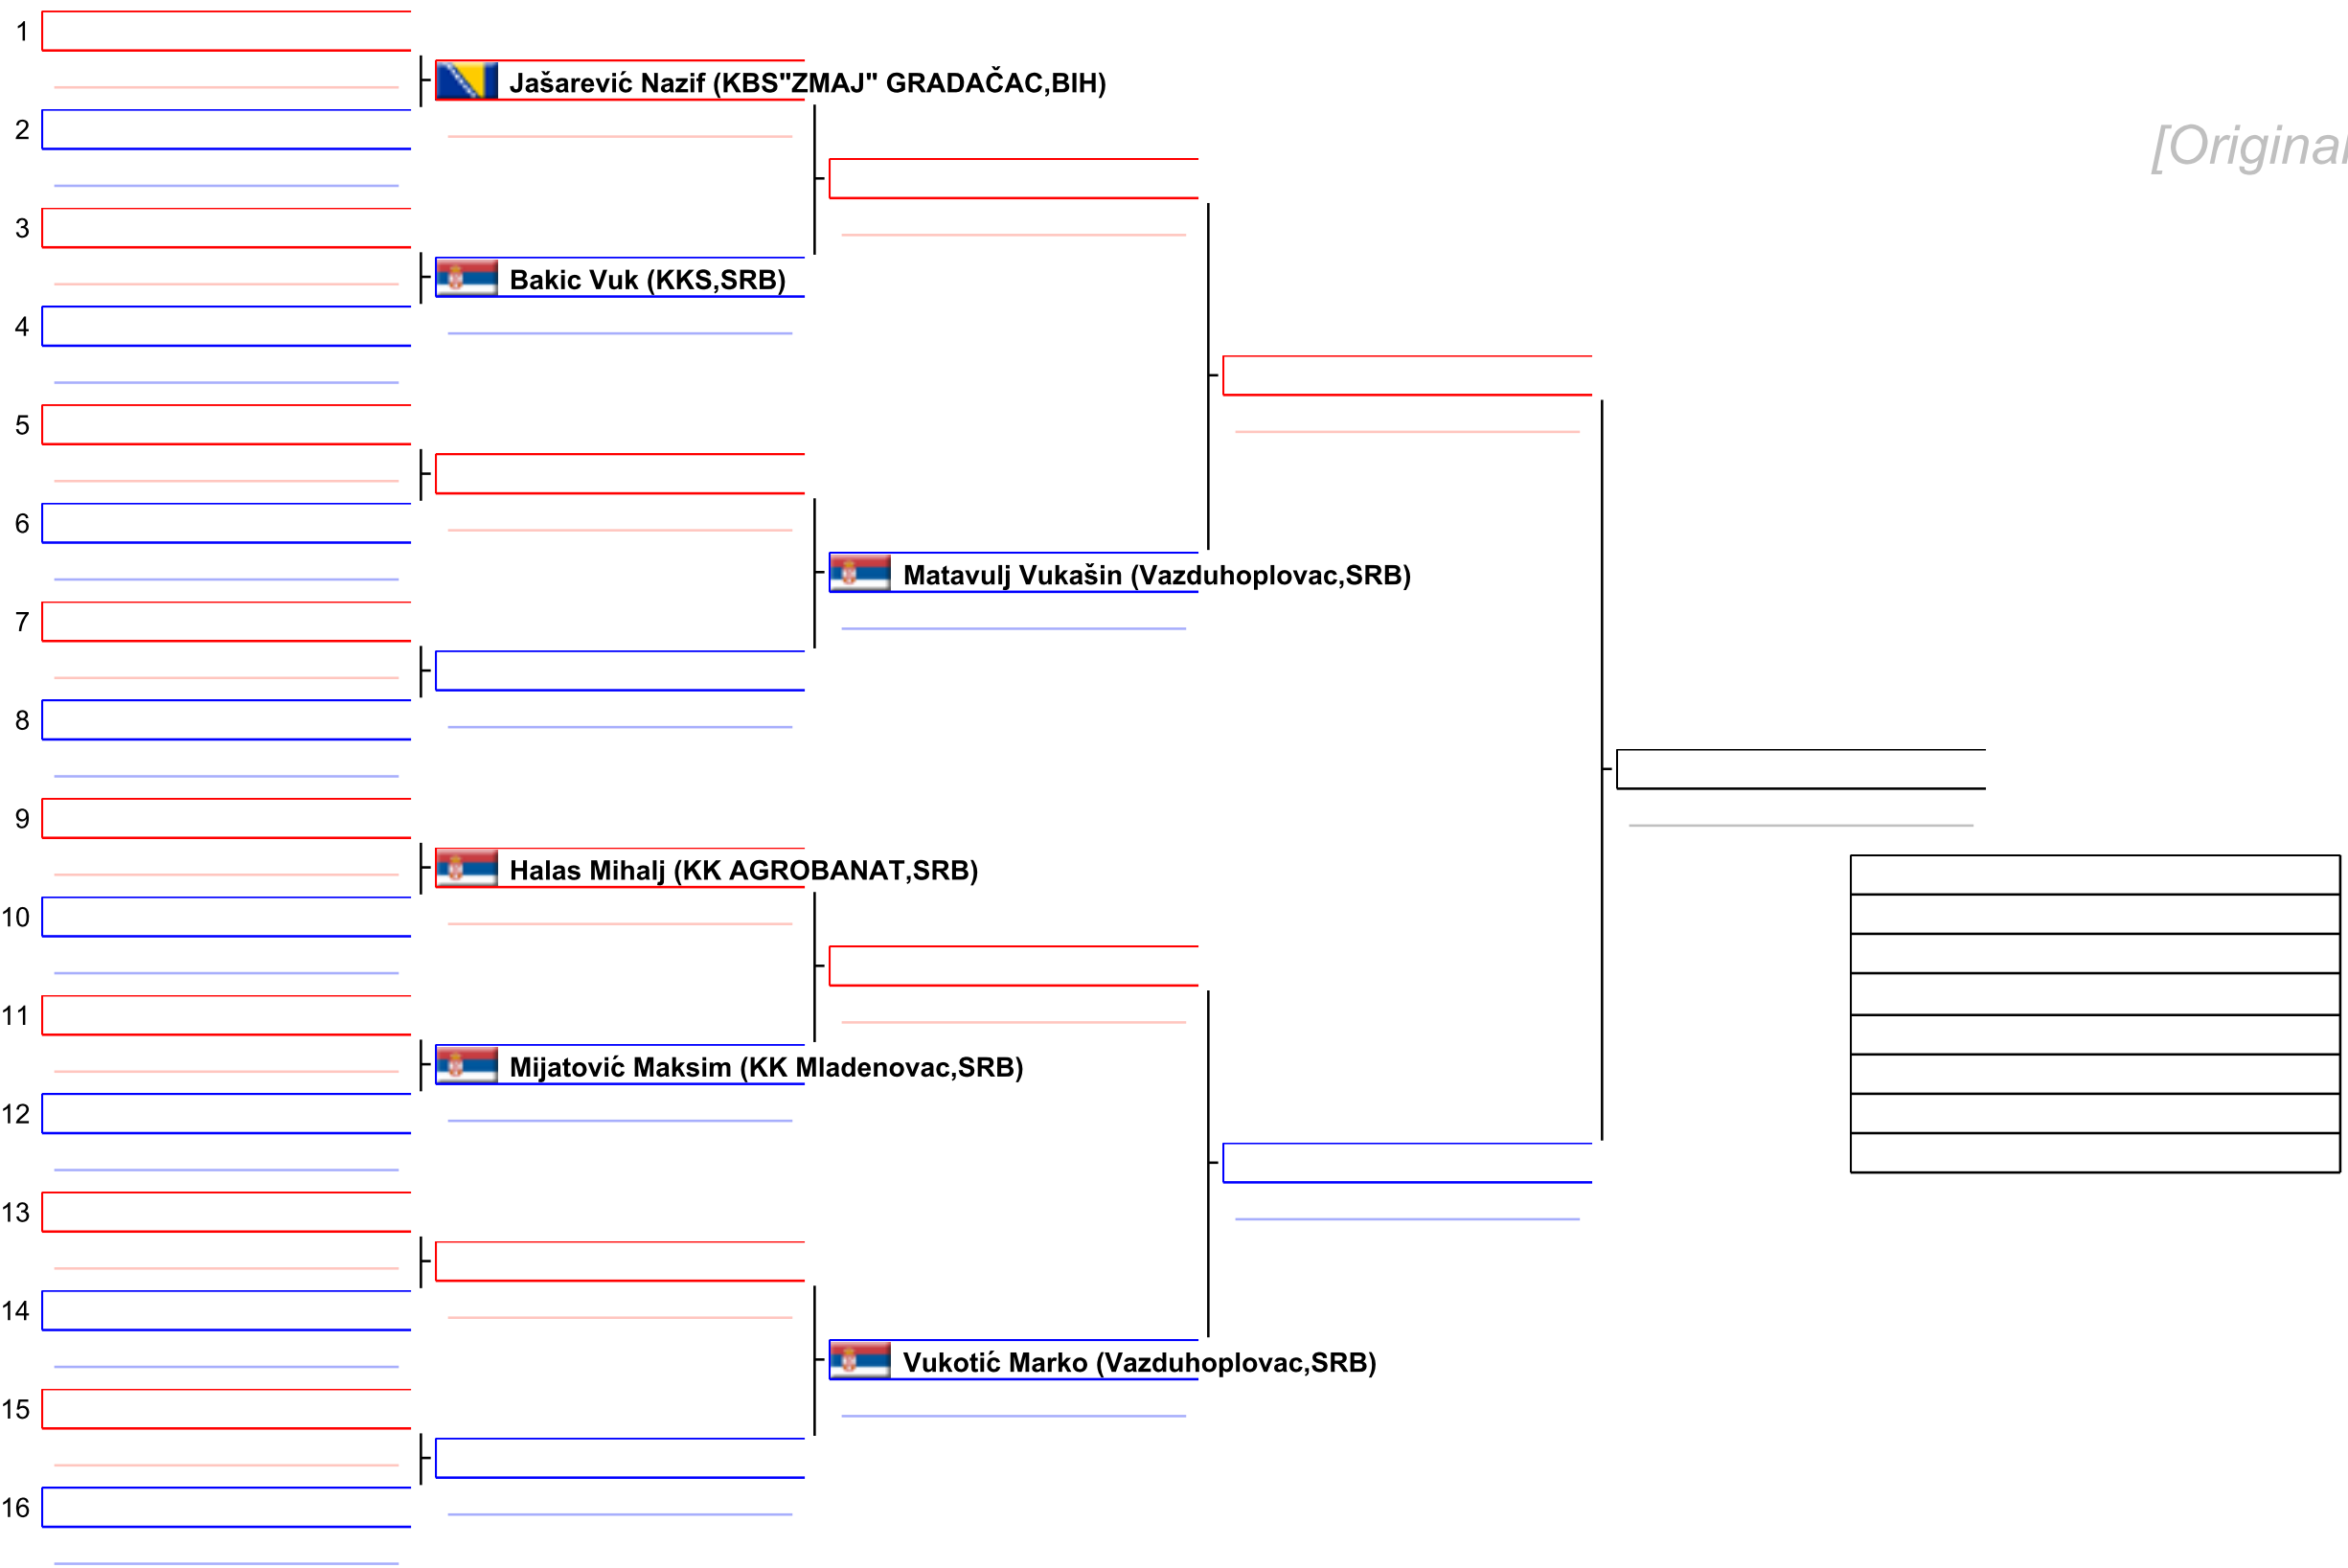 1
Jašarević Nazif (KBS"ZMAJ" GRADAČAC,BIH)
2
[Original
3
Bakic Vuk (KKS,SRB)
4
5
6
Matavulj Vukašin (Vazduhoplovac,SRB)
7
8
9
Halas Mihalj (KK AGROBANAT,SRB)
10
11
Mijatović Maksim (KK Mladenovac,SRB)
12
13
14
Vukotić Marko (Vazduhoplovac,SRB)
15
16